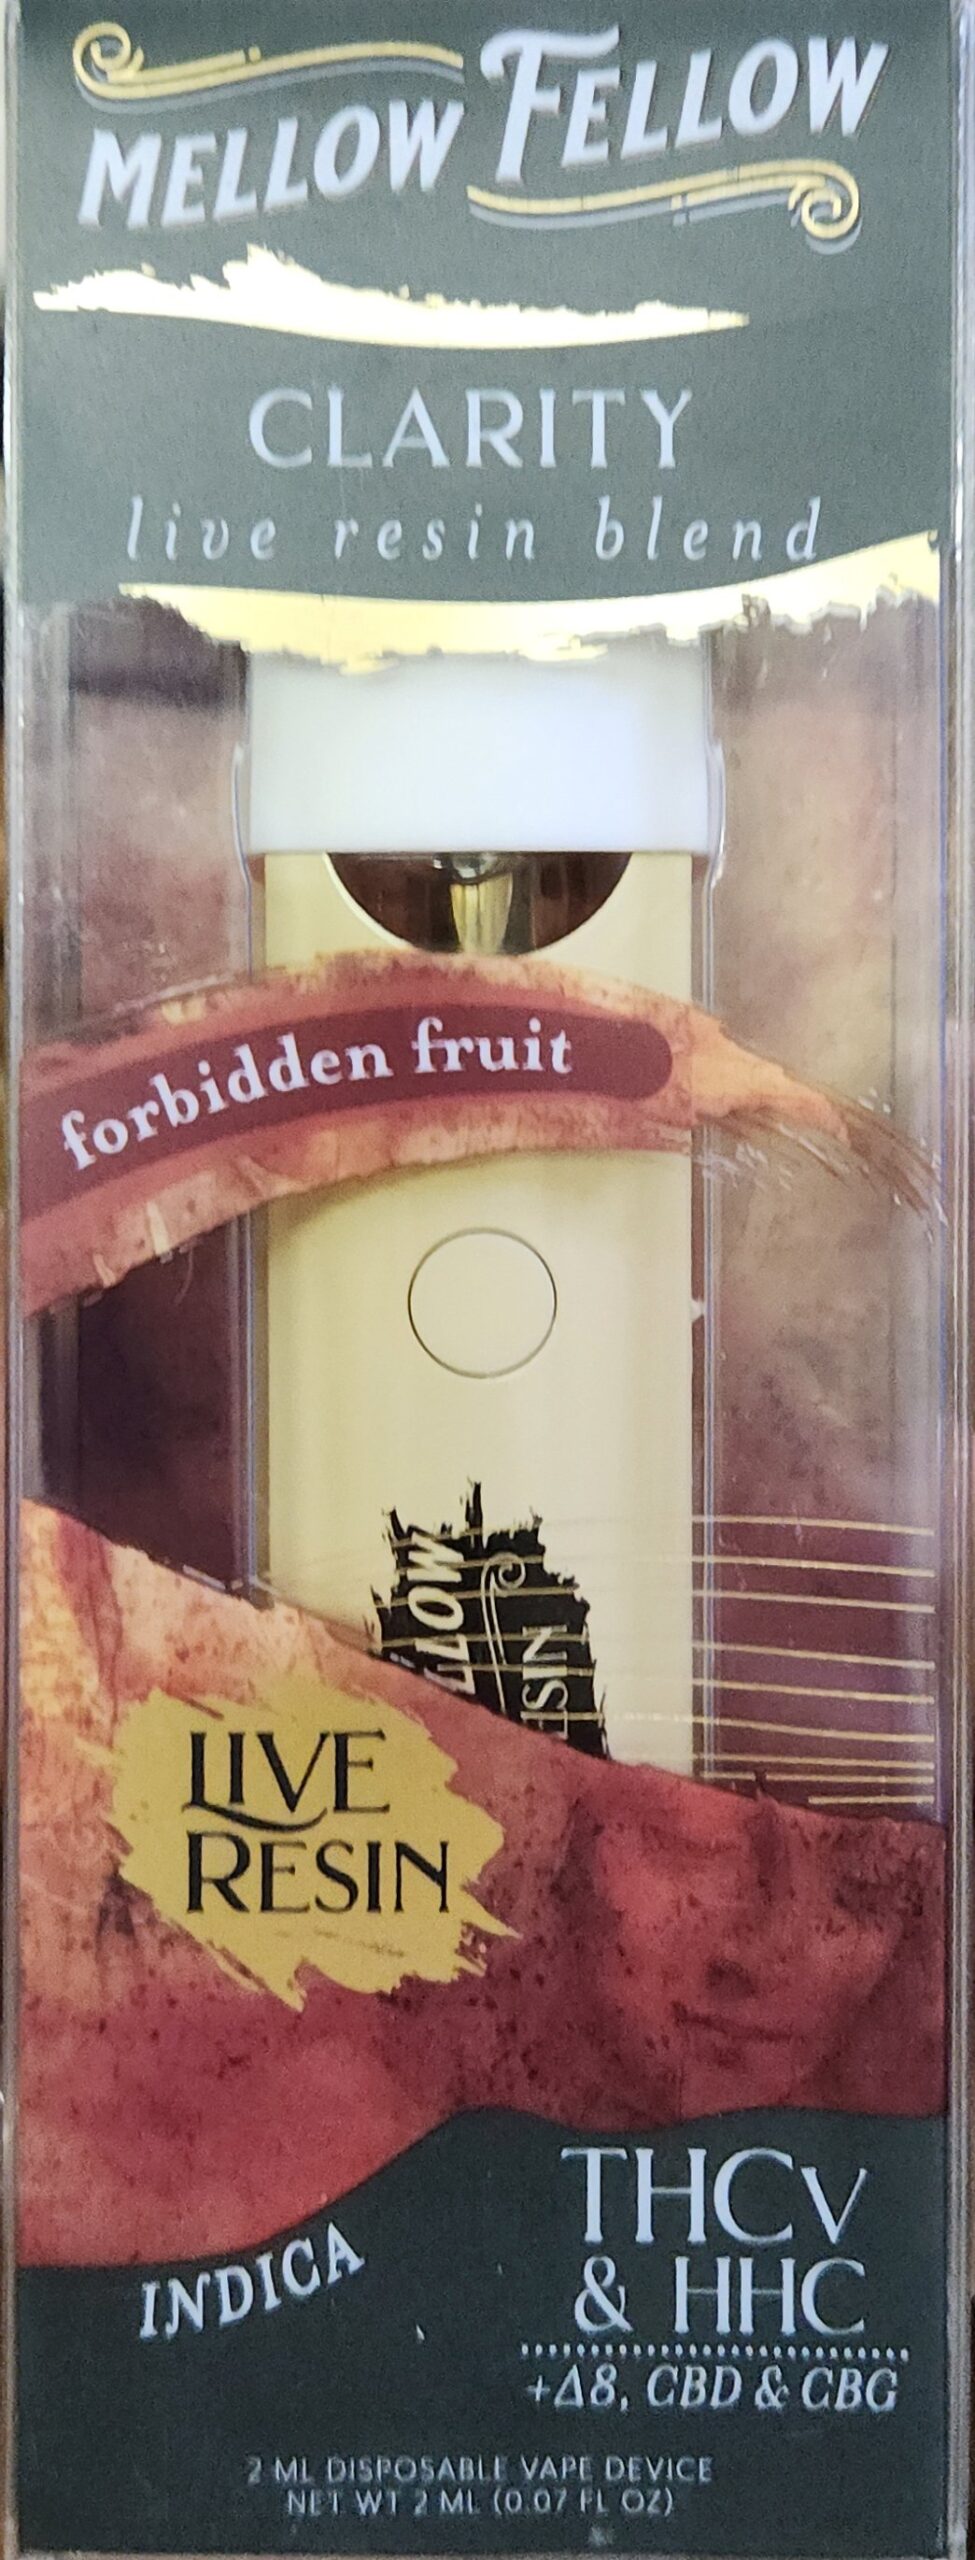 MELLOW FELLOW
CLARITY
live resin blend
forbidden fruit
LIVE
RESIN
INDICA
THCv
& HHC
+Δ8, CBD & CBG
2 ML DISPOSABLE VAPE DEVICE
NET WT 2 ML (0.07 FL OZ)